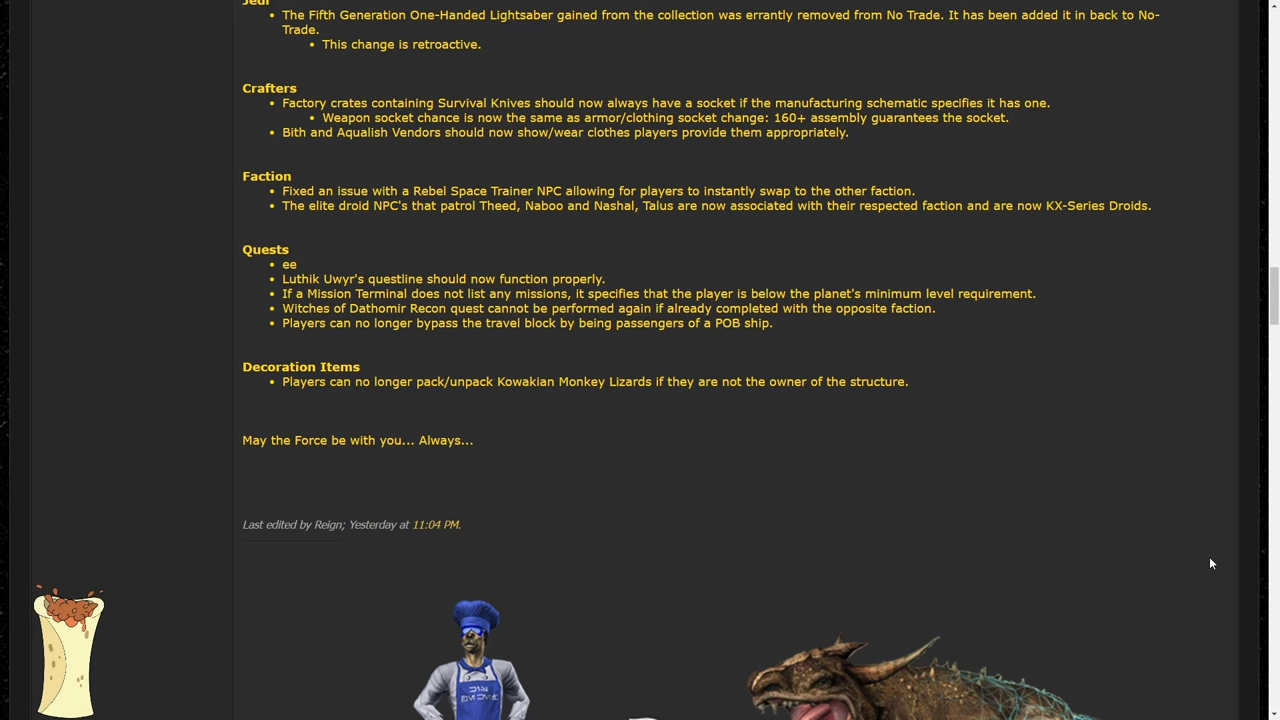 Jedi
• The Fifth Generation One-Handed Lightsaber gained from the collection was errantly removed from No Trade. It has been added it in back to No-
Trade.
• This change is retroactive.
Crafters
• Factory crates containing Survival Knives should now always have a socket if the manufacturing schematic specifies it has one.
• Weapon socket chance is now the same as armor/clothing socket change: 160+ assembly guarantees the socket.
• Bith and Aqualish Vendors should now show/wear clothes players provide them appropriately.
Faction
• Fixed an issue with a Rebel Space Trainer NPC allowing for players to instantly swap to the other faction.
• The elite droid NPC's that patrol Theed, Naboo and Nashal, Talus are now associated with their respected faction and are now KX-Series Droids.
Quests
• ee
• Luthik Uwyr's questline should now function properly.
• If a Mission Terminal does not list any missions, it specifies that the player is below the planet's minimum level requirement.
• Witches of Dathomir Recon quest cannot be performed again if already completed with the opposite faction.
• Players can no longer bypass the travel block by being passengers of a POB ship.
Decoration Items
• Players can no longer pack/unpack Kowakian Monkey Lizards if they are not the owner of the structure.
May the Force be with you... Always...
Last edited by Reign; Yesterday at 11:04 PM.